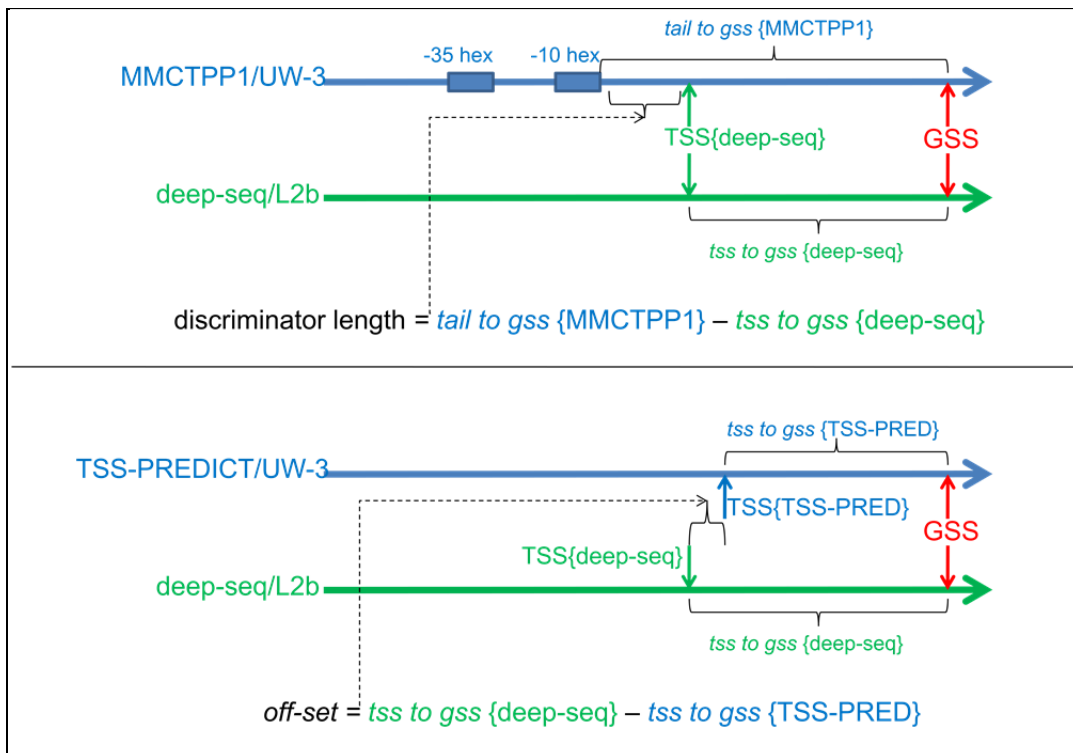 tail to gss {MMCTPP1}
-35 hex
-10 hex
MMCTPP1/UW-3
TSS{deep-seq}
GSS
deep-seq/L2b
tss to gss {deep-seq}
discriminator length = tail to gss {MMCTPP1} – tss to gss {deep-seq}
tss to gss {TSS-PRED}
TSS-PREDICT/UW-3
TSS{TSS-PRED}
GSS
TSS{deep-seq}
deep-seq/L2b
tss to gss {deep-seq}
off-set = tss to gss {deep-seq} – tss to gss {TSS-PRED}